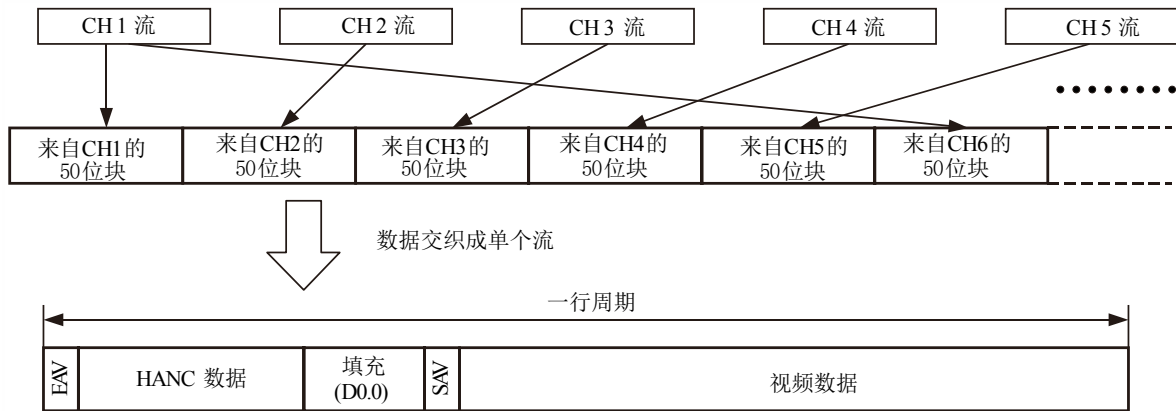 CH 1 流
CH 2 流
CH 3 流
CH 4 流
CH 5 流
来自CH1的
50位块
来自CH2的
50位块
来自CH3的
50位块
来自CH4的
50位块
来自CH5的
50位块
来自CH6的
50位块
数据交织成单个流
一行周期
EAV
HANC 数据
填充
(D0.0)
SAV
视频数据